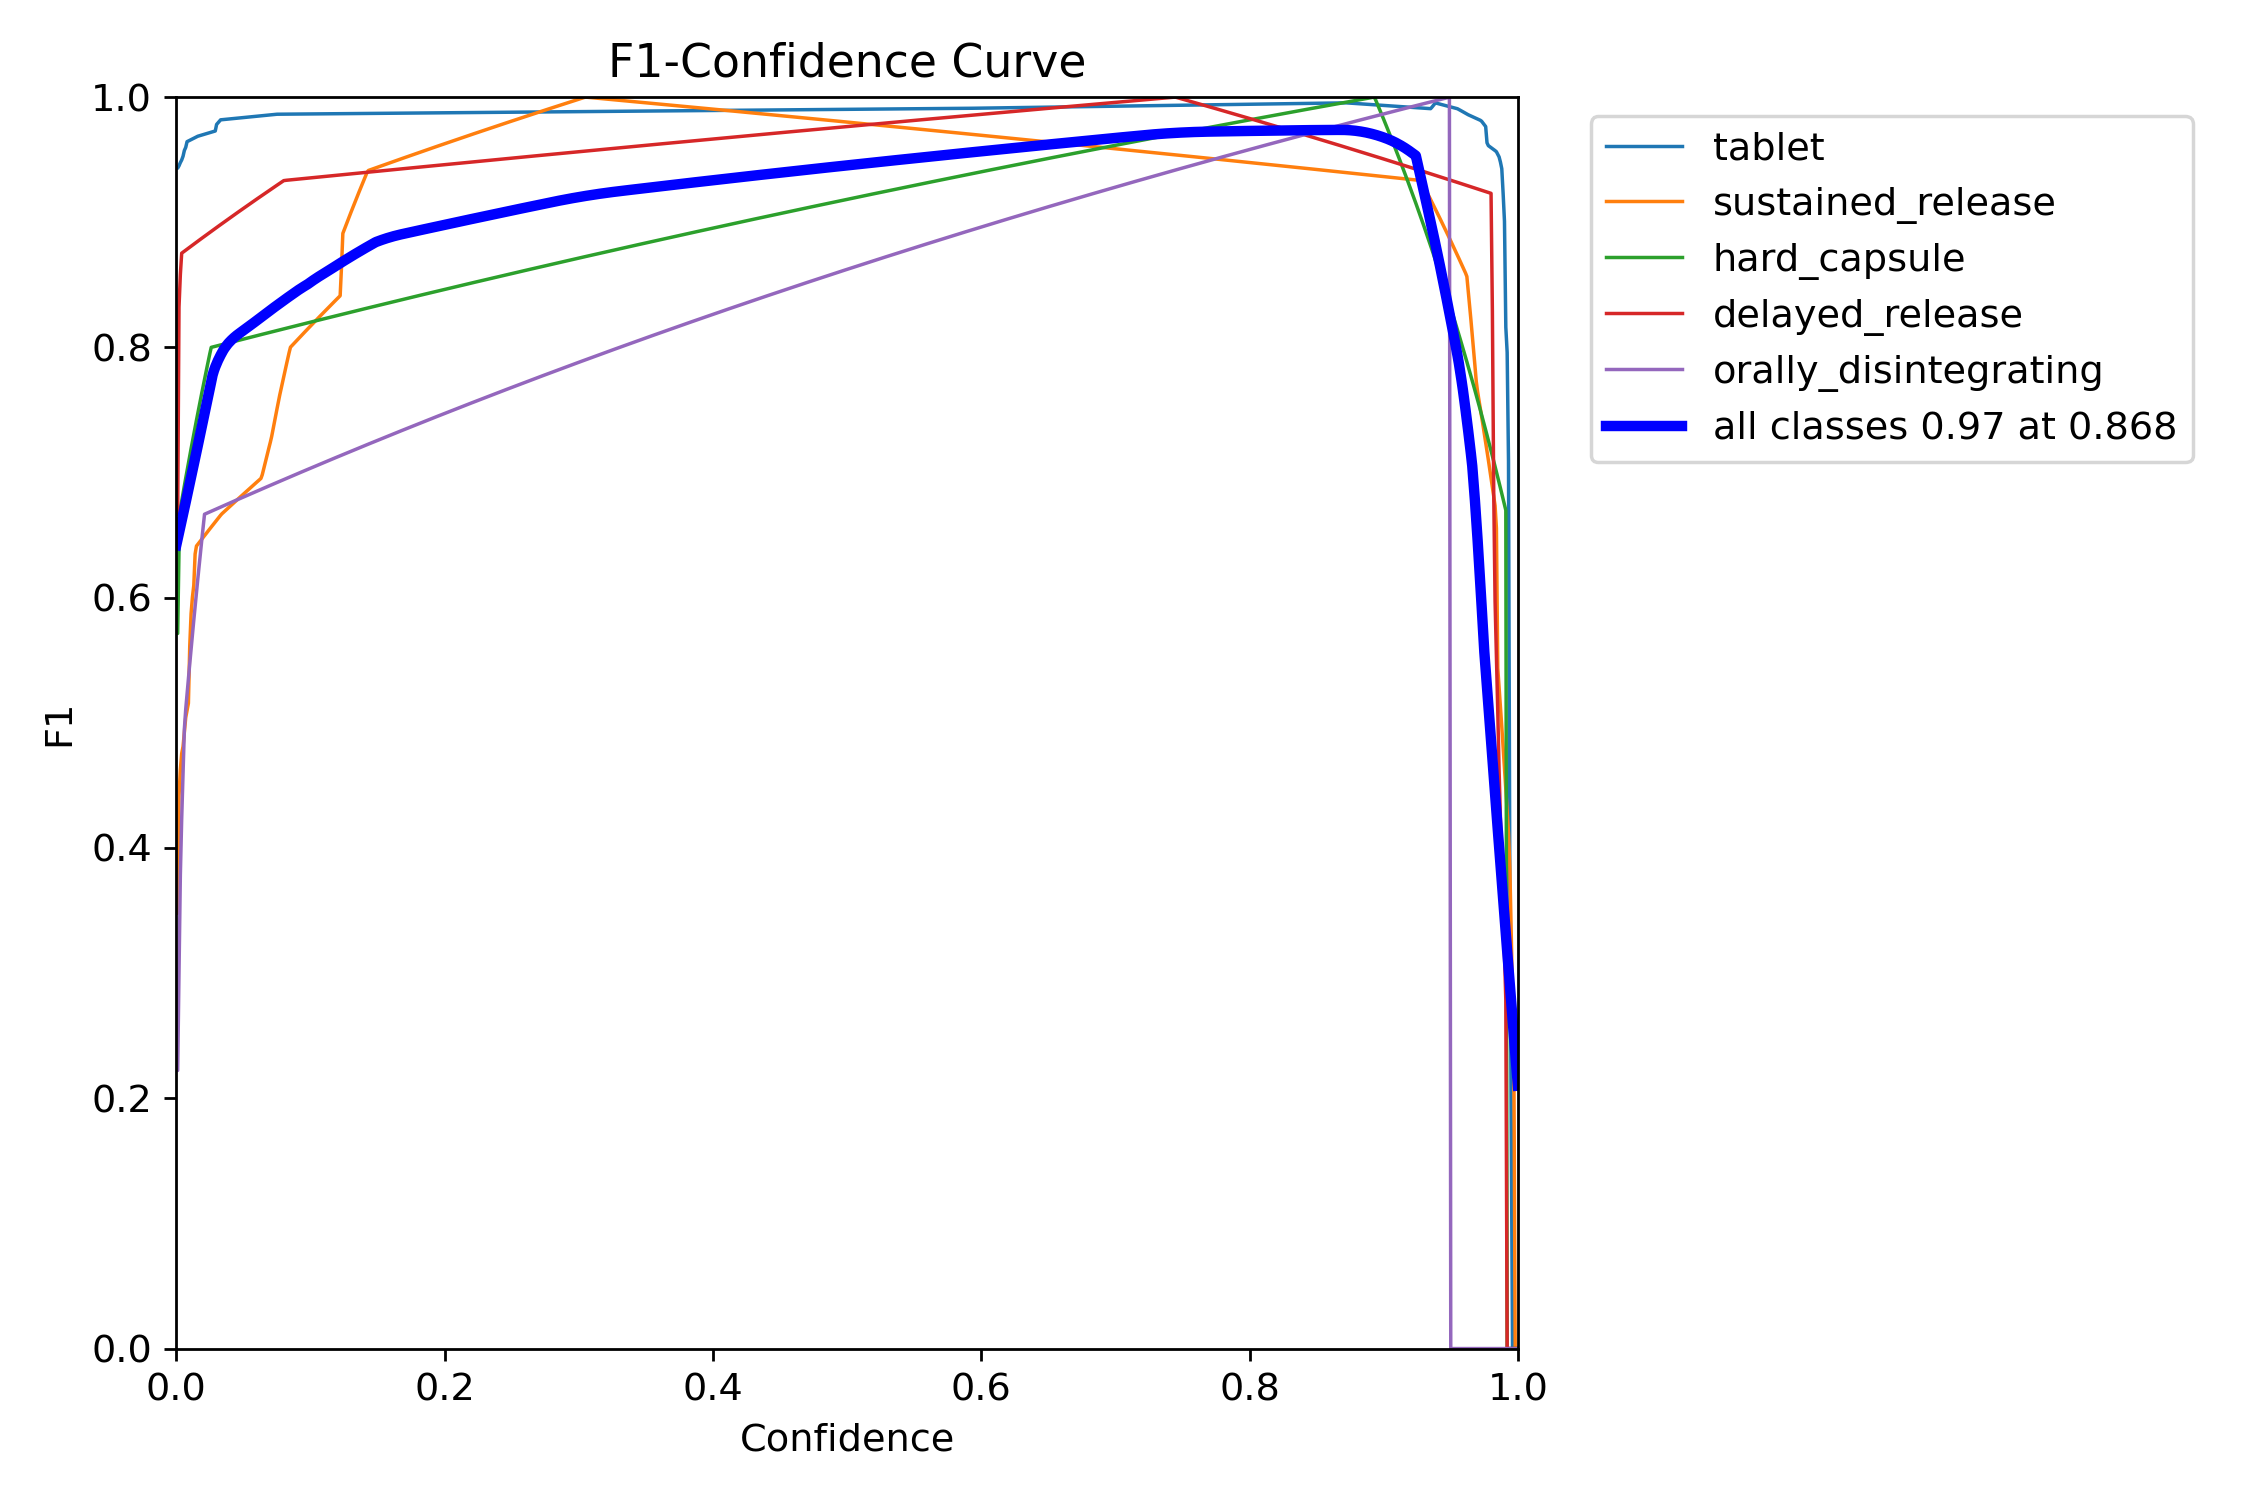 F1-Confidence Curve
1.0
0.8
0.6
0.4
0.2
0.0
F1
0.0 0.2 0.4 0.6 0.8 1.0
Confidence
tablet
sustained_release
hard_capsule
delayed_release
orally_disintegrating
all classes 0.97 at 0.868